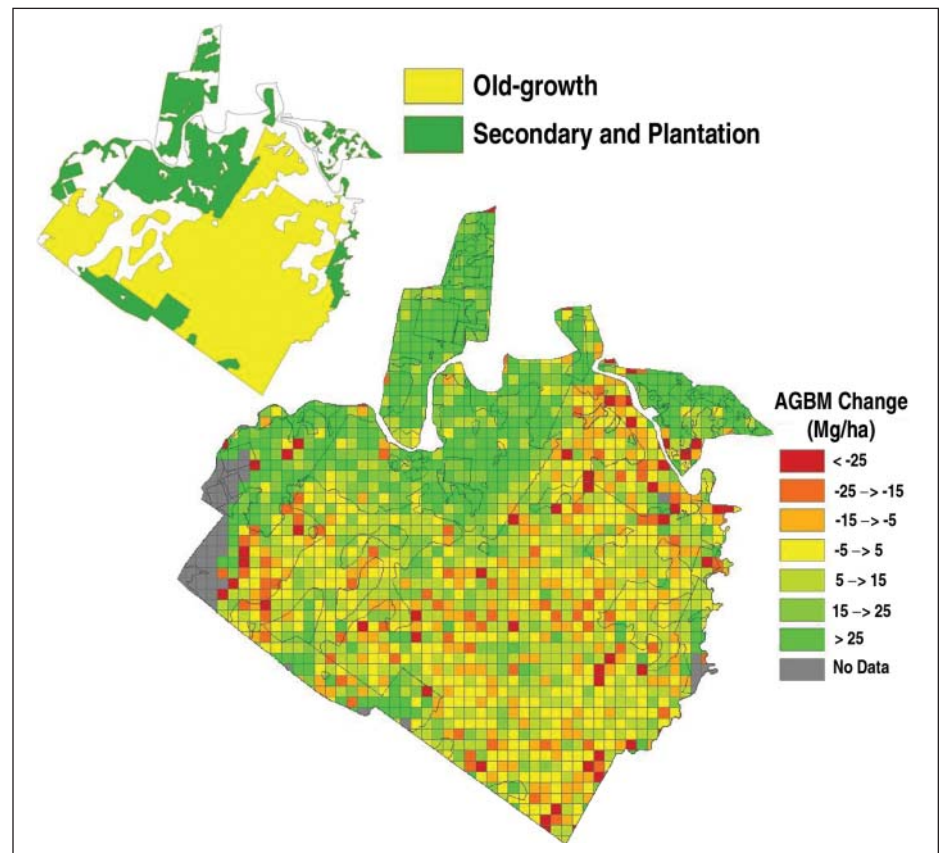 Old-growth
Secondary and Plantation
AGBM Change
(Mg/ha)
< -25
-25 –> -15
-15 –> -5
-5 –> 5
5 –> 15
15 –> 25
> 25
No Data